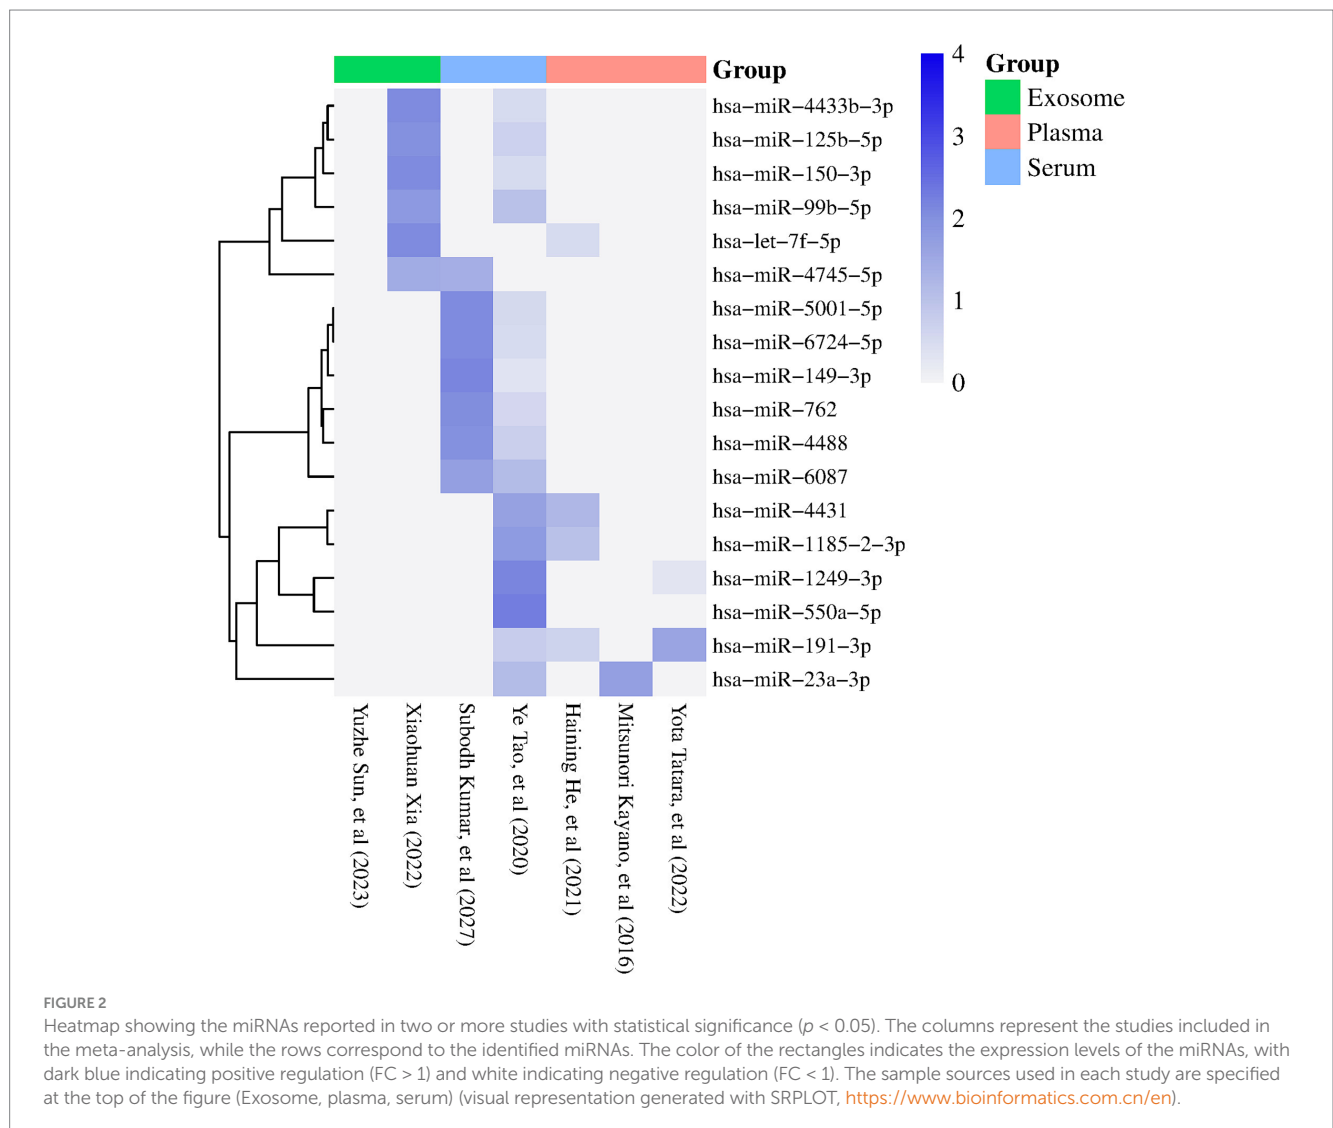 Group
hsa−miR−4433b−3p
hsa−miR−125b−5p
hsa−miR−150−3p
hsa−miR−99b−5p
hsa−let−7f−5p
hsa−miR−4745−5p
hsa−miR−5001−5p
hsa−miR−6724−5p
hsa−miR−149−3p
hsa−miR−762
hsa−miR−4488
hsa−miR−6087
hsa−miR−4431
hsa−miR−1185−2−3p
hsa−miR−1249−3p
hsa−miR−550a−5p
hsa−miR−191−3p
hsa−miR−23a−3p
4
3
2
1
0
Group
Exosome
Plasma
Serum
Yuzhe Sun, et al (2023)
Xiaohuan Xia (2022)
Subodh Kumar, et al (2027)
Ye Tao, et al (2020)
Haining He, et al (2021)
Mitsunori Kayano, et al (2016)
Yota Tatara, et al (2022)
FIGURE 2
Heatmap showing the miRNAs reported in two or more studies with statistical significance (p < 0.05). The columns represent the studies included in
the meta-analysis, while the rows correspond to the identified miRNAs. The color of the rectangles indicates the expression levels of the miRNAs, with
dark blue indicating positive regulation (FC > 1) and white indicating negative regulation (FC < 1). The sample sources used in each study are specified
at the top of the figure (Exosome, plasma, serum) (visual representation generated with SRPLOT, https://www.bioinformatics.com.cn/en).